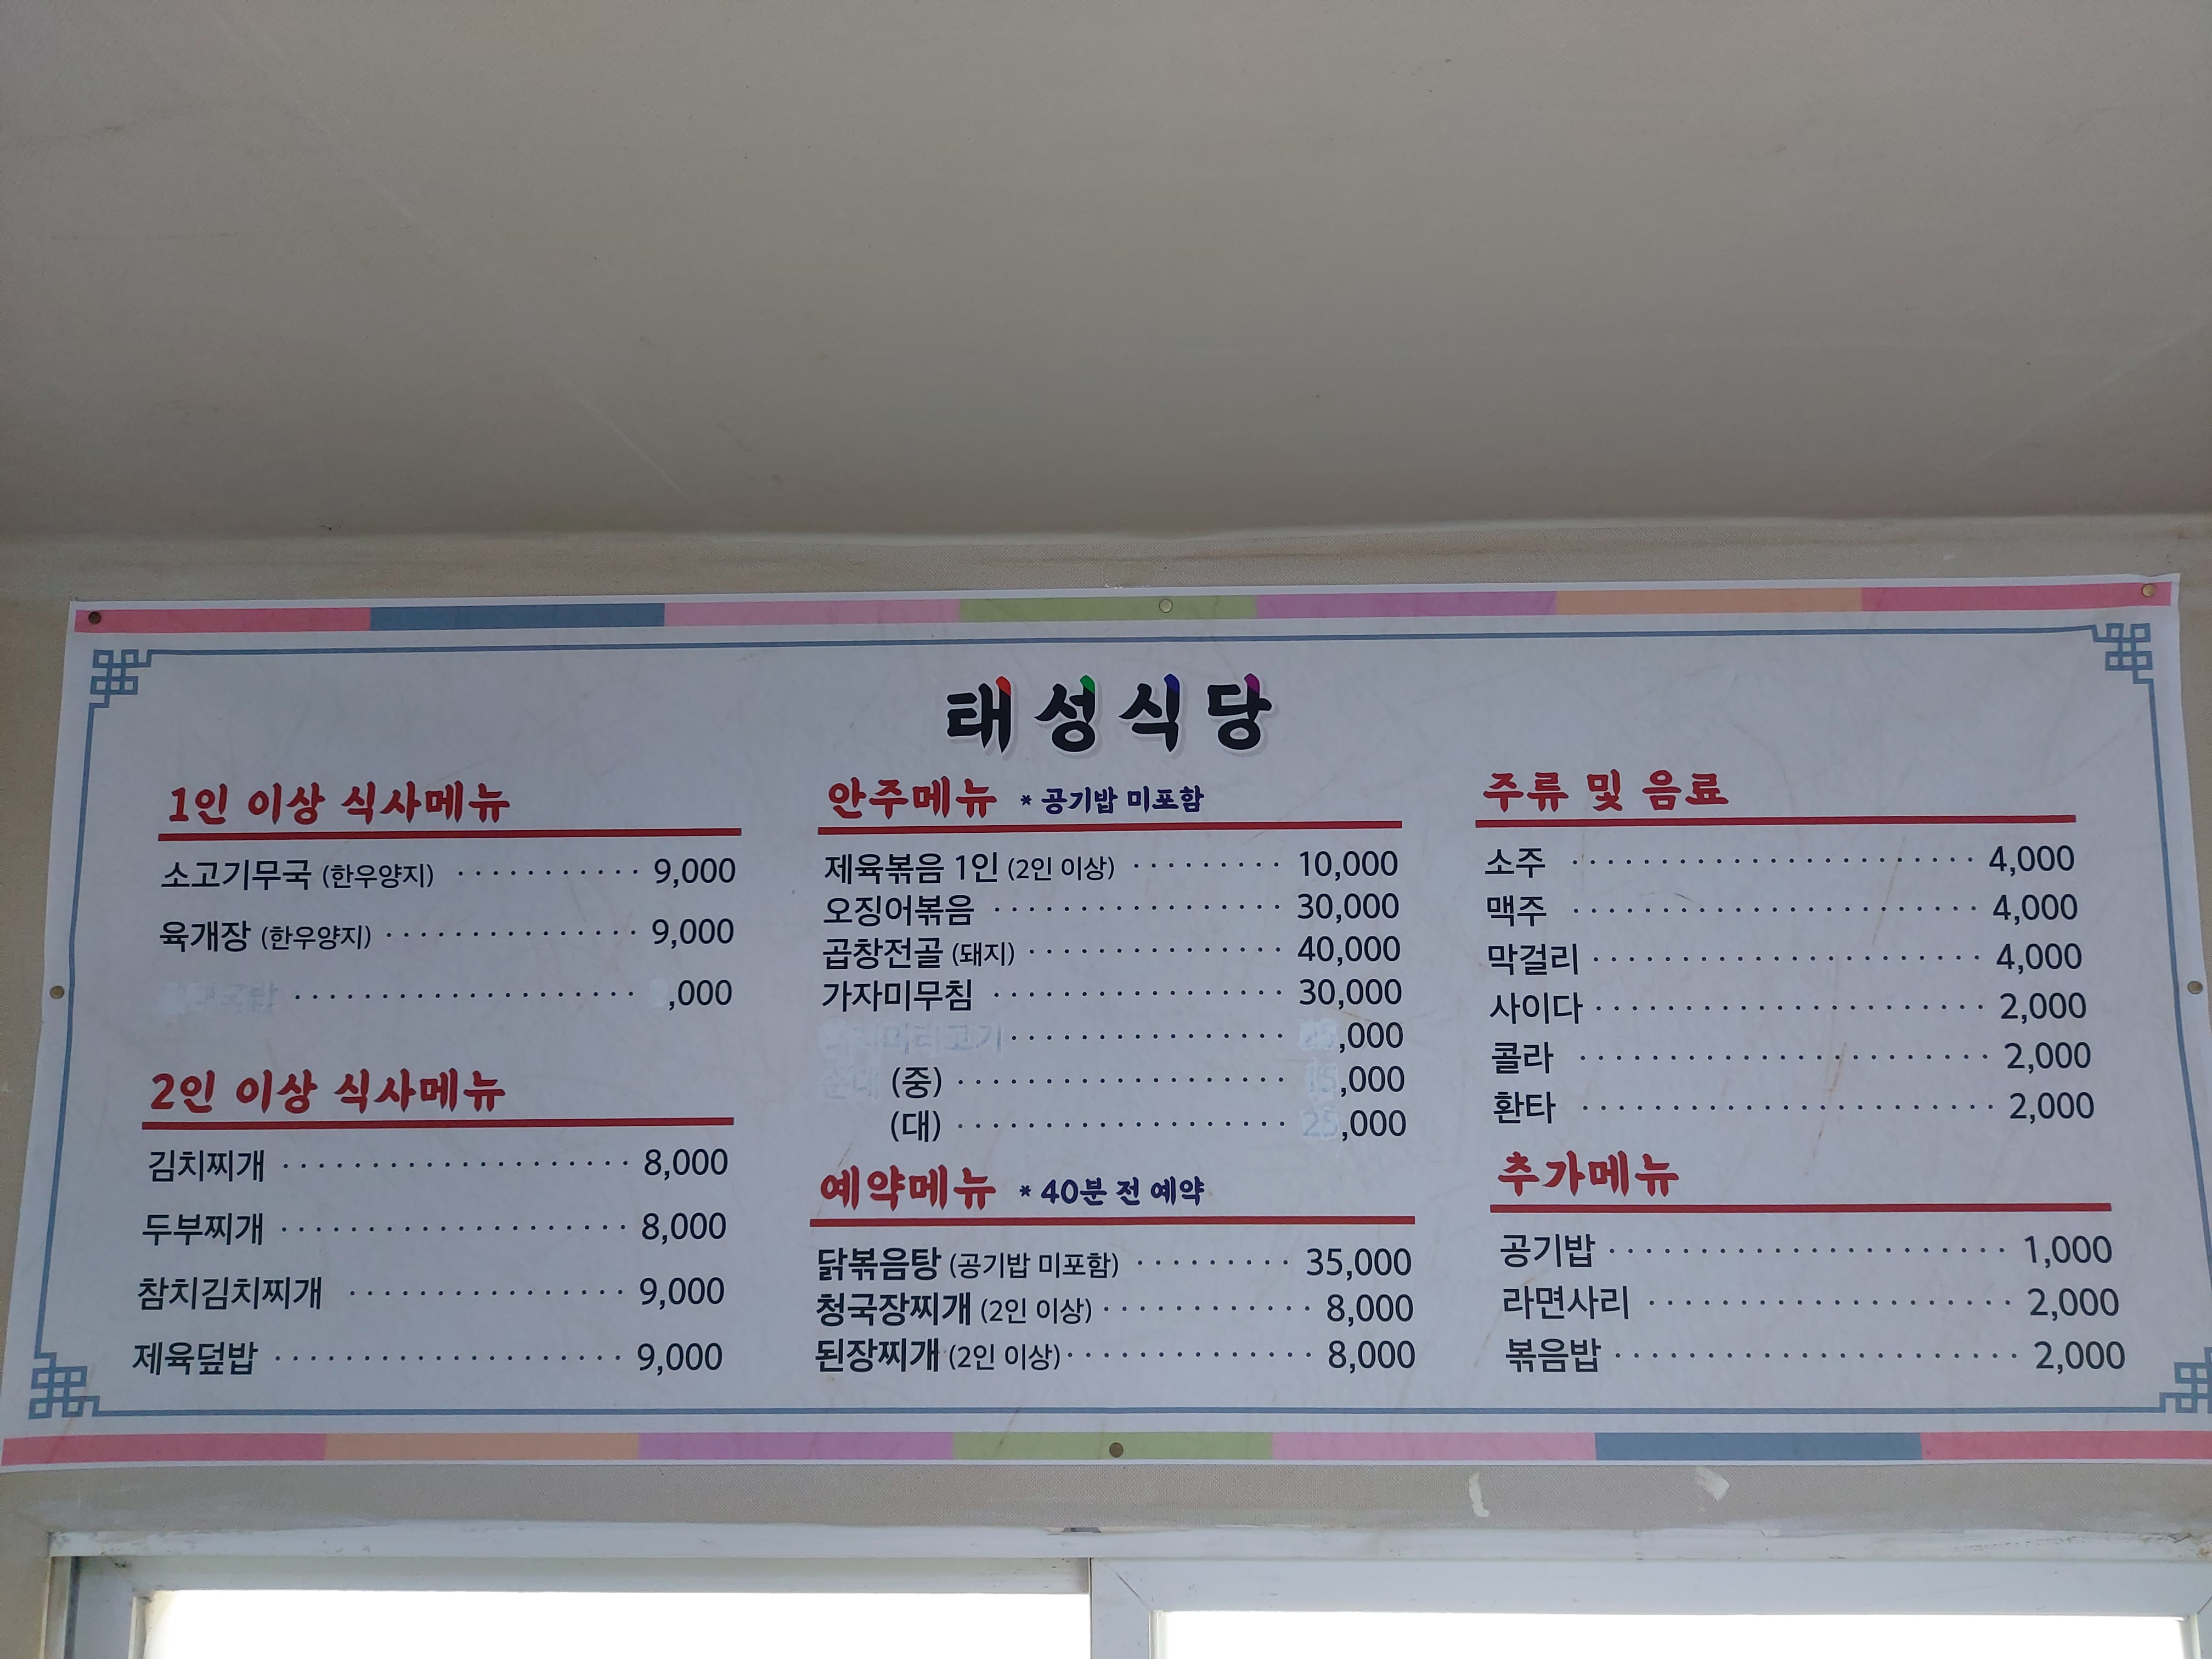 태성식당
1인 이상 식사메뉴
소고기무국 (한우양지) 9,000
육개장 (한우양지) 9,000
,000
2인 이상 식사메뉴
김치찌개 8,000
두부찌개 8,000
참치김치찌개 9,000
제육덮밥 9,000
안주메뉴 * 공기밥 미포함
제육볶음 1인 (2인 이상) 10,000
오징어볶음 30,000
곱창전골 (돼지) 40,000
가자미무침 30,000
,000
(중) 15,000
(대) 25,000
예약메뉴 * 40분 전 예약
닭볶음탕 (공기밥 미포함) 35,000
청국장찌개 (2인 이상) 8,000
된장찌개 (2인 이상) 8,000
주류 및 음료
소주 4,000
맥주 4,000
막걸리 4,000
사이다 2,000
콜라 2,000
환타 2,000
추가메뉴
공기밥 1,000
라면사리 2,000
볶음밥 2,000